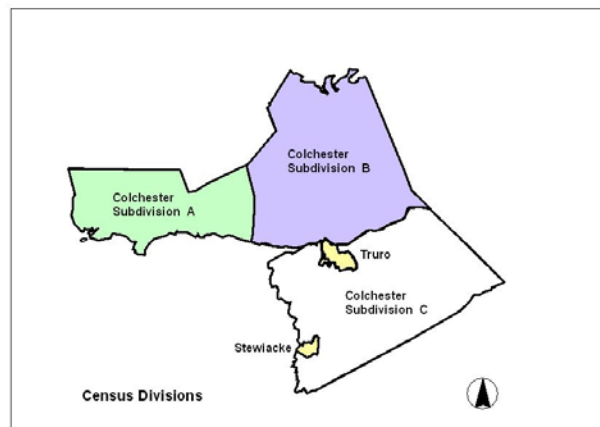 Colchester
Subdivision B
Colchester
Subdivision A
Truro
Colchester
Subdivision C
Stewiacke
Census Divisions